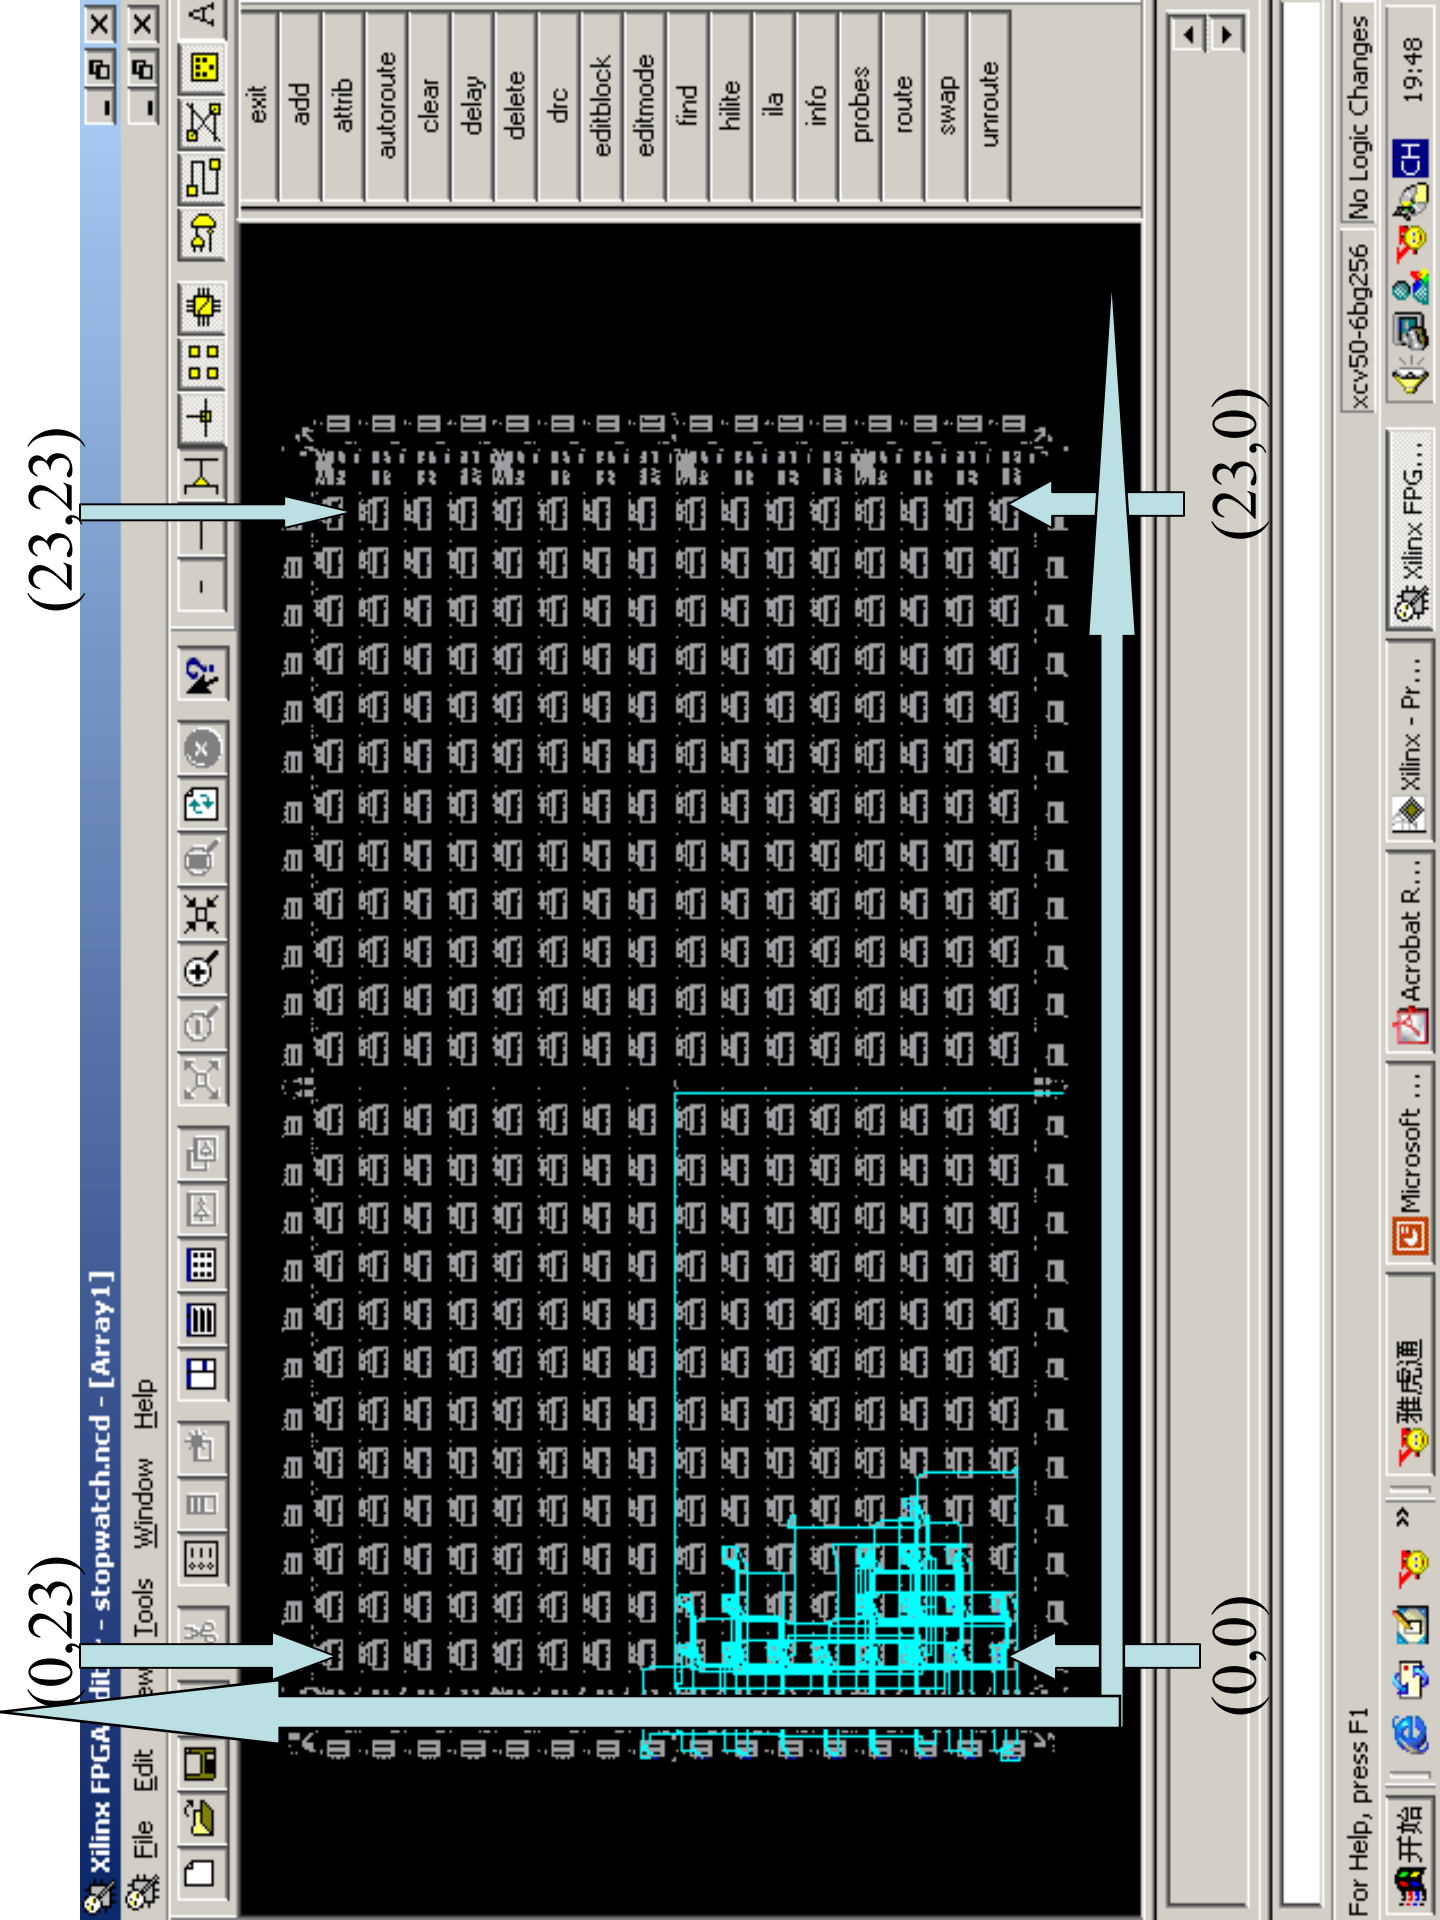 Xilinx FPGA dit - stopwatch.ncd - [Array1]
File Edit ew Tools Window Help
A
(0,23)
(23,23)
exit
add
attrib
autoroute
clear
delay
delete
drc
editblock
editmode
find
hilite
ila
info
probes
route
swap
unroute
(0,0)
(23,0)
For Help, press F1
xcv50-6bg256
No Logic Changes
开始
»
雅虎通
Microsoft ...
Acrobat R...
Xilinx - Pr...
Xilinx FPG...
CH
19:48